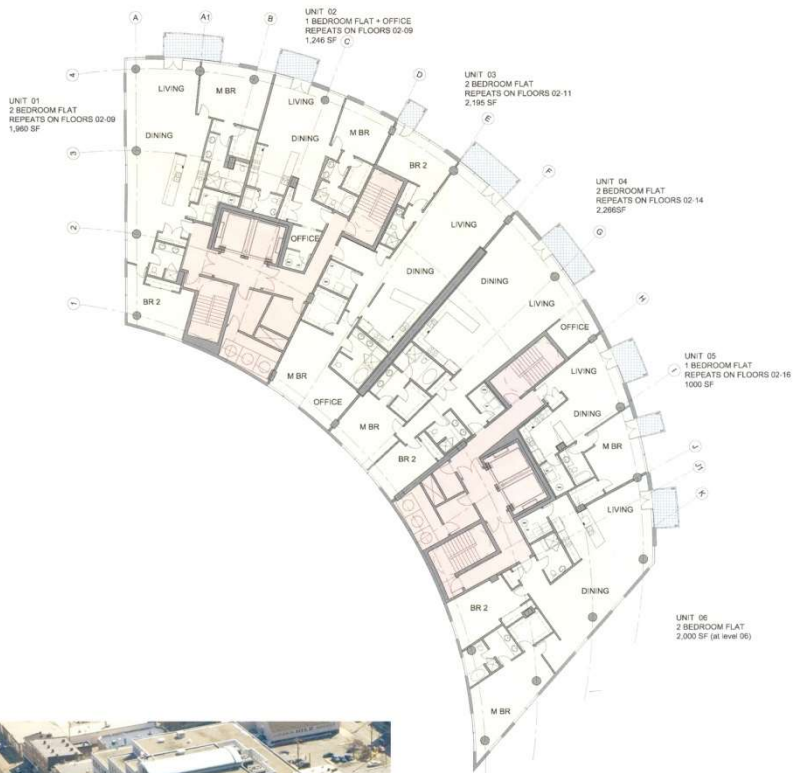 A
A1
B
C
D
E
F
G
H
I
J
J1
K
4
3
2
1
UNIT 01
2 BEDROOM FLAT
REPEATS ON FLOORS 02-09
1,960 SF
UNIT 02
1 BEDROOM FLAT + OFFICE
REPEATS ON FLOORS 02-09
1,246 SF
UNIT 03
2 BEDROOM FLAT
REPEATS ON FLOORS 02-11
2,195 SF
UNIT 04
2 BEDROOM FLAT
REPEATS ON FLOORS 02-14
2,266SF
UNIT 05
1 BEDROOM FLAT
REPEATS ON FLOORS 02-16
1000 SF
UNIT 06
2 BEDROOM FLAT
2,000 SF (at level 06)
LIVING
M BR
DINING
BR 2
LIVING
DINING
M BR
OFFICE
BR 2
LIVING
DINING
M BR
OFFICE
DINING
LIVING
OFFICE
M BR
BR 2
LIVING
DINING
M BR
LIVING
DINING
BR 2
M BR